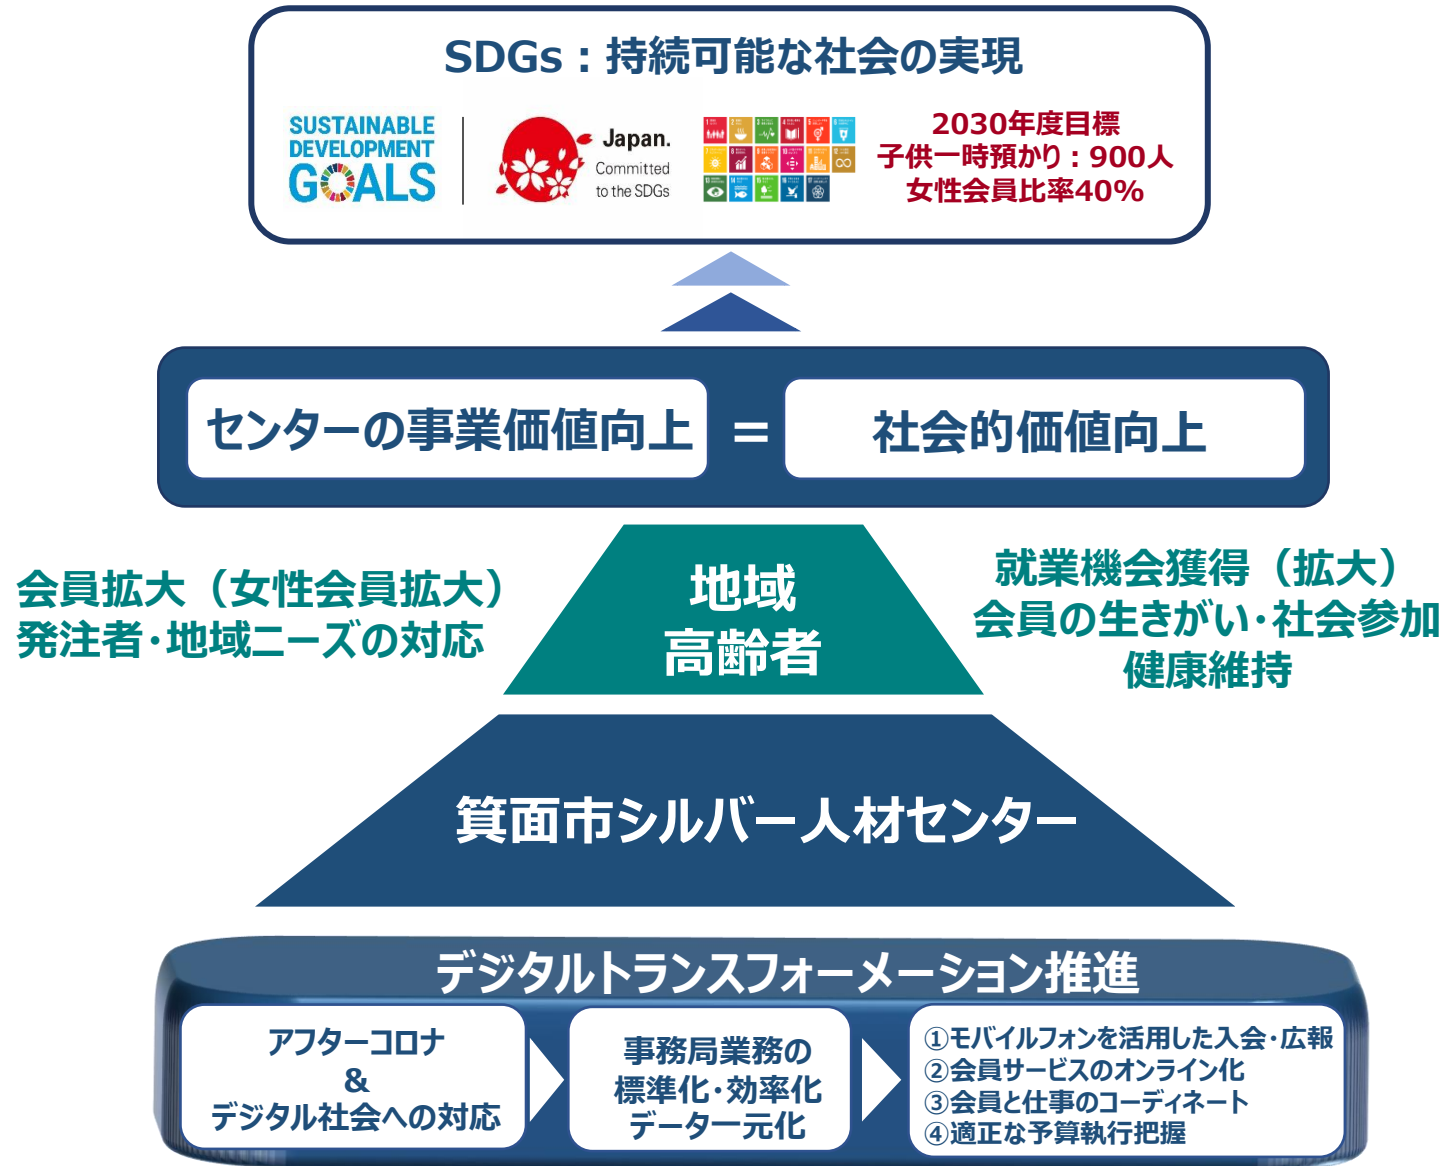 SDGs：持続可能な社会の実現
SUSTAINABLE
DEVELOPMENT
GOALS
Japan.
Committed
to the SDGs
2030年度目標
子供一時預かり：900人
女性会員比率40%
センターの事業価値向上 = 社会的価値向上
会員拡大（女性会員拡大）
発注者・地域ニーズの対応
地域
高齢者
就業機会獲得（拡大）
会員の生きがい・社会参加
健康維持
箕面市シルバー人材センター
デジタルトランスフォーメーション推進
アフターコロナ
&
デジタル社会への対応
事務局業務の
標準化・効率化
データ一元化
①モバイルフォンを活用した入会・広報
②会員サービスのオンライン化
③会員と仕事のコーディネート
④適正な予算執行把握